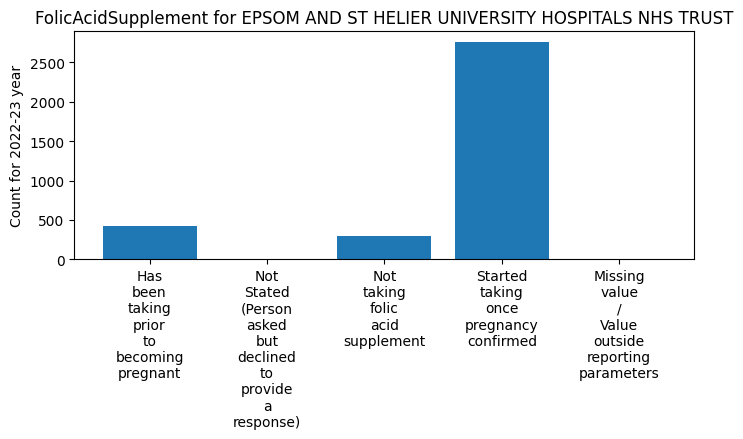 FolicAcidSupplement for EPSOM AND ST HELIER UNIVERSITY HOSPITALS NHS TRUST
Count for 2022-23 year
2500
2000
1500
1000
500
0
Has
been
taking
prior
to
becoming
pregnant
Not
Stated
(Person
asked
but
declined
to
provide
a
response)
Not
taking
folic
acid
supplement
Started
taking
once
pregnancy
confirmed
Missing
value
/
Value
outside
reporting
parameters